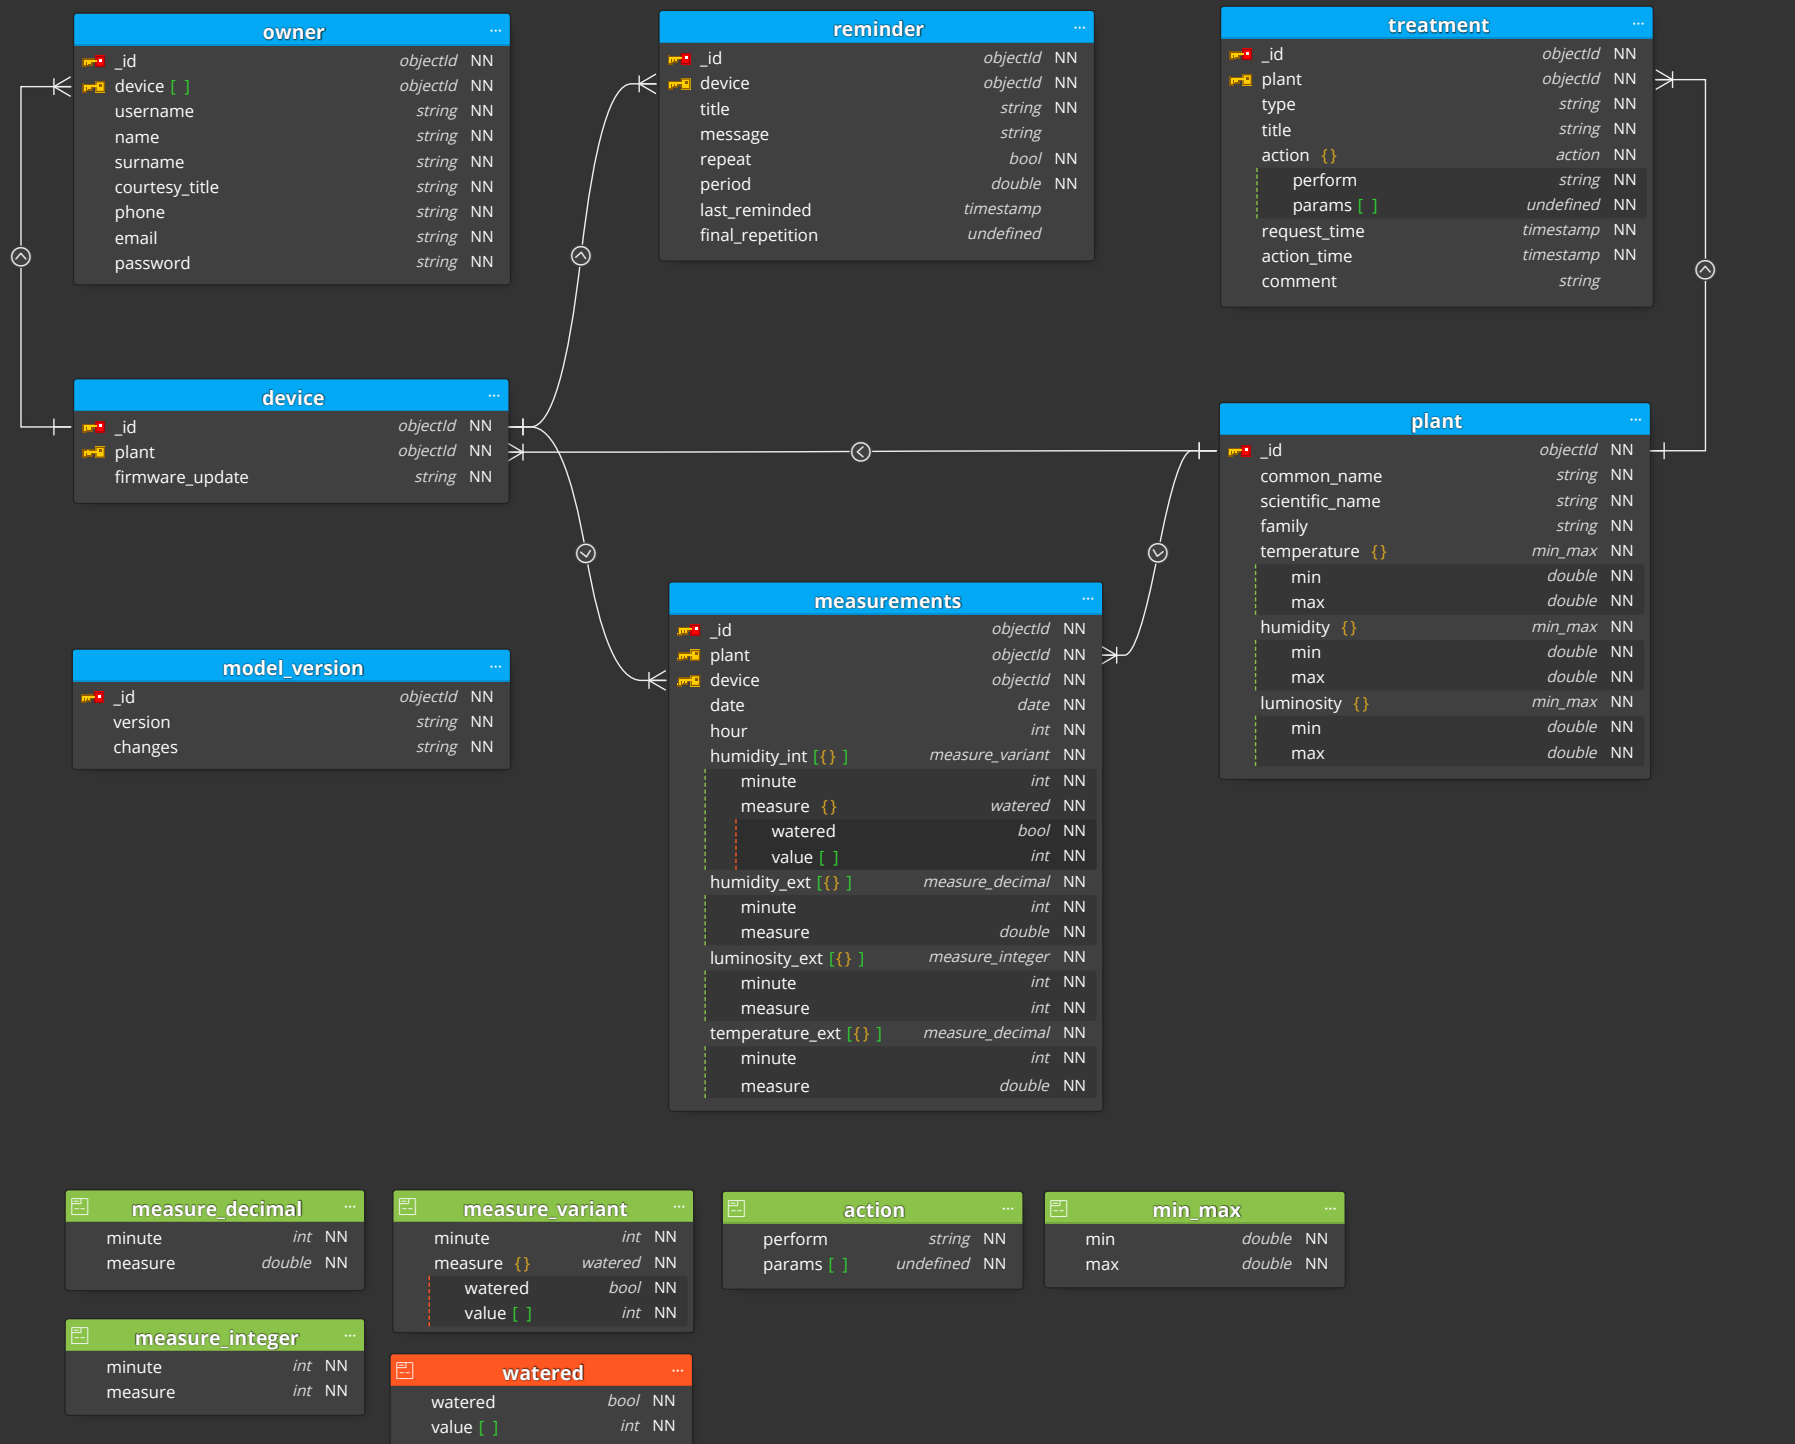 owner ...
_id objectId NN
device [ ] objectId NN
username string NN
name string NN
surname string NN
courtesy_title string NN
phone string NN
email string NN
password string NN
reminder ...
_id objectId NN
device objectId NN
title string NN
message string
repeat bool NN
period double NN
last_reminded timestamp
final_repetition undefined
treatment ...
_id objectId NN
plant objectId NN
type string NN
title string NN
action {} action NN
perform string NN
params [ ] undefined NN
request_time timestamp NN
action_time timestamp NN
comment string
device ...
_id objectId NN
plant objectId NN
firmware_update string NN
plant ...
_id objectId NN
common_name string NN
scientific_name string NN
family string NN
temperature {} min_max NN
min double NN
max double NN
humidity {} min_max NN
min double NN
max double NN
luminosity {} min_max NN
min double NN
max double NN
model_version ...
_id objectId NN
version string NN
changes string NN
measurements ...
_id objectId NN
plant objectId NN
device objectId NN
date date NN
hour int NN
humidity_int [{} ] measure_variant NN
minute int NN
measure {} watered NN
watered bool NN
value [ ] int NN
humidity_ext [{} ] measure_decimal NN
minute int NN
measure double NN
luminosity_ext [{} ] measure_integer NN
minute int NN
measure int NN
temperature_ext [{} ] measure_decimal NN
minute int NN
measure double NN
measure_decimal ...
minute int NN
measure double NN
measure_variant ...
minute int NN
measure {} watered NN
watered bool NN
value [ ] int NN
action ...
perform string NN
params [ ] undefined NN
min_max ...
min double NN
max double NN
measure_integer ...
minute int NN
measure int NN
watered ...
watered bool NN
value [ ] int NN